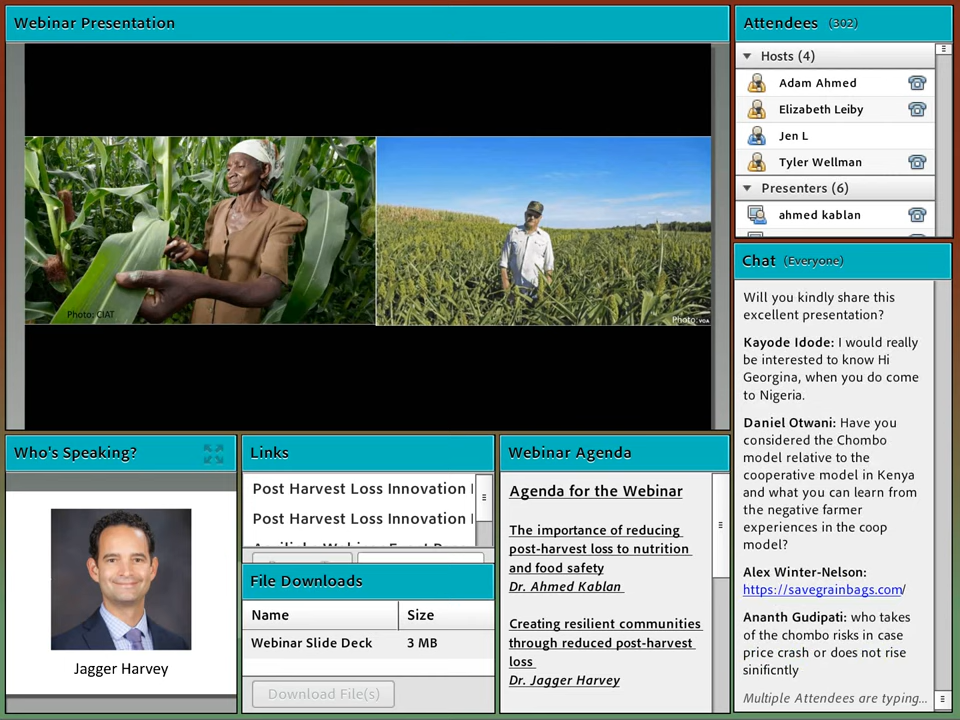 Webinar Presentation
Photo: CIAT
Photo: VOA
Attendees (302)
Hosts (4)
Adam Ahmed
Elizabeth Leiby
Jen L
Tyler Wellman
Presenters (6)
ahmed kablan
Chat (Everyone)
Will you kindly share this
excellent presentation?
Kayode Idode: I would really
be interested to know Hi
Georgina, when you do come
to Nigeria.
Daniel Otwani: Have you
considered the Chombo
model relative to the
cooperative model in Kenya
and what you can learn from
the negative farmer
experiences in the coop
model?
Alex Winter-Nelson:
https://savegrainbags.com/
Ananth Gudipati: who takes
of the chombo risks in case
price crash or does not rise
sinificntly
Multiple Attendees are typing...
Who's Speaking?
Jagger Harvey
Links
Post Harvest Loss Innovation
Post Harvest Loss Innovation
File Downloads
Name Size
Webinar Slide Deck 3 MB
Download File(s)
Webinar Agenda
Agenda for the Webinar
The importance of reducing
post-harvest loss to nutrition
and food safety
Dr. Ahmed Kablan
Creating resilient communities
through reduced post-harvest
loss
Dr. Jagger Harvey